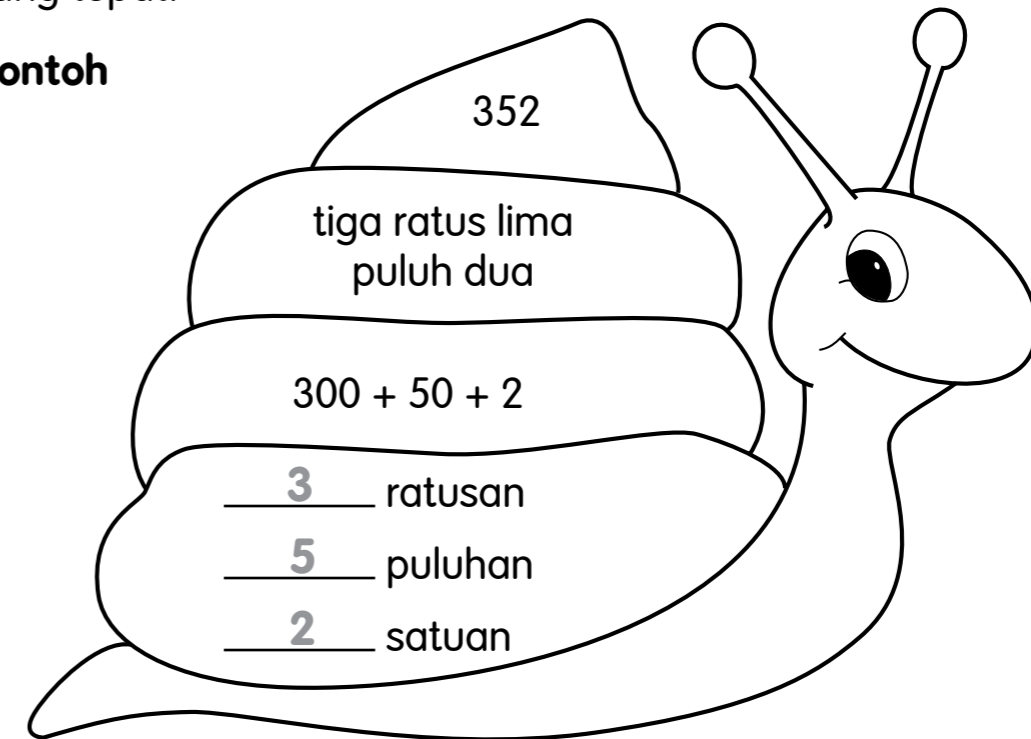 ontoh
352
tiga ratus lima
puluh dua
300 + 50 + 2
3 ratusan
5 puluhan
2 satuan